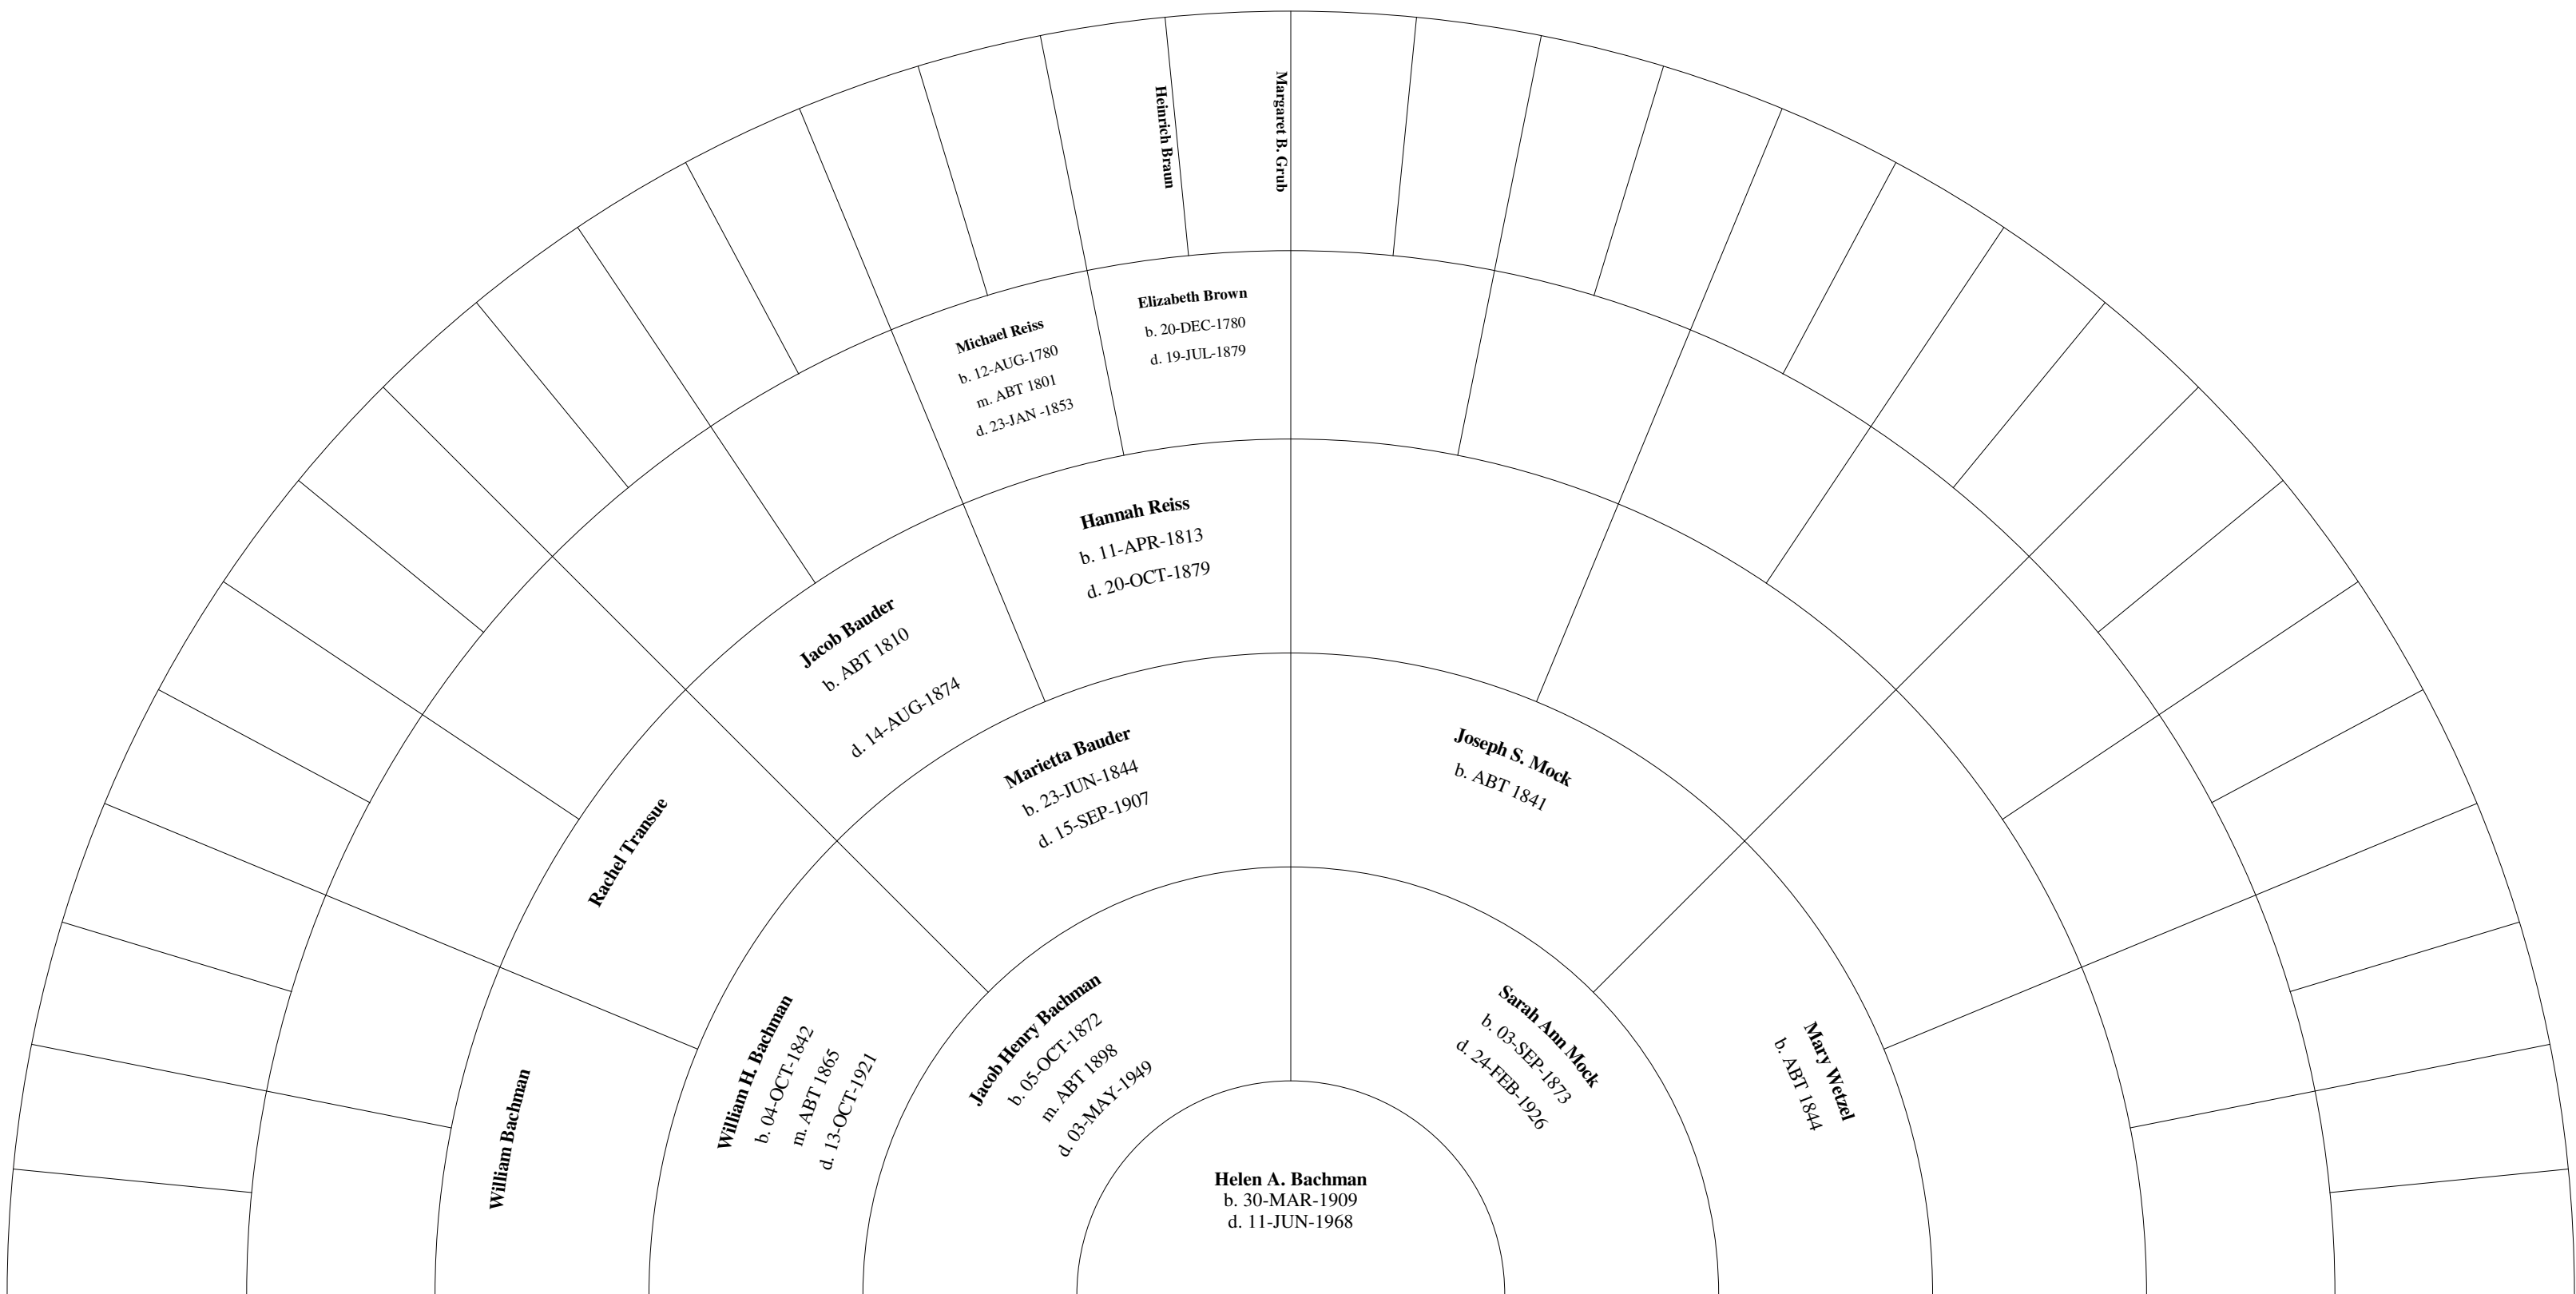 Heinrich Braun
Margaret B. Grub
Michael Reiss
b. 12-AUG-1780
m. ABT 1801
d. 23-JAN -1853
Elizabeth Brown
b. 20-DEC-1780
d. 19-JUL-1879
William Bachman
Rachel Transue
Jacob Bauder
b. ABT 1810
d. 14-AUG-1874
Hannah Reiss
b. 11-APR-1813
d. 20-OCT-1879
William H. Bachman
b. 04-OCT-1842
m. ABT 1865
d. 13-OCT-1921
Marietta Bauder
b. 23-JUN-1844
d. 15-SEP-1907
Joseph S. Mock
b. ABT 1841
Mary Wetzel
b. ABT 1844
Jacob Henry Bachman
b. 05-OCT-1872
m. ABT 1898
d. 03-MAY-1949
Sarah Ann Mock
b. 03-SEP-1873
d. 24-FEB-1926
Helen A. Bachman
b. 30-MAR-1909
d. 11-JUN-1968